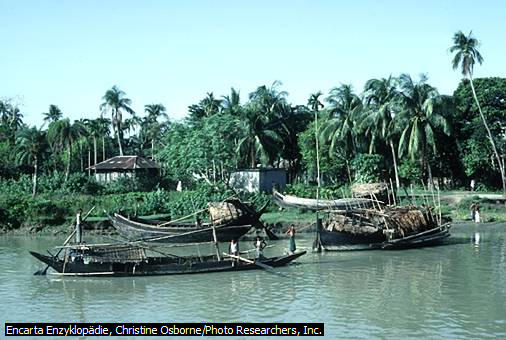 Encarta Enzyklopädie, Christine Osborne/Photo Researchers, Inc.